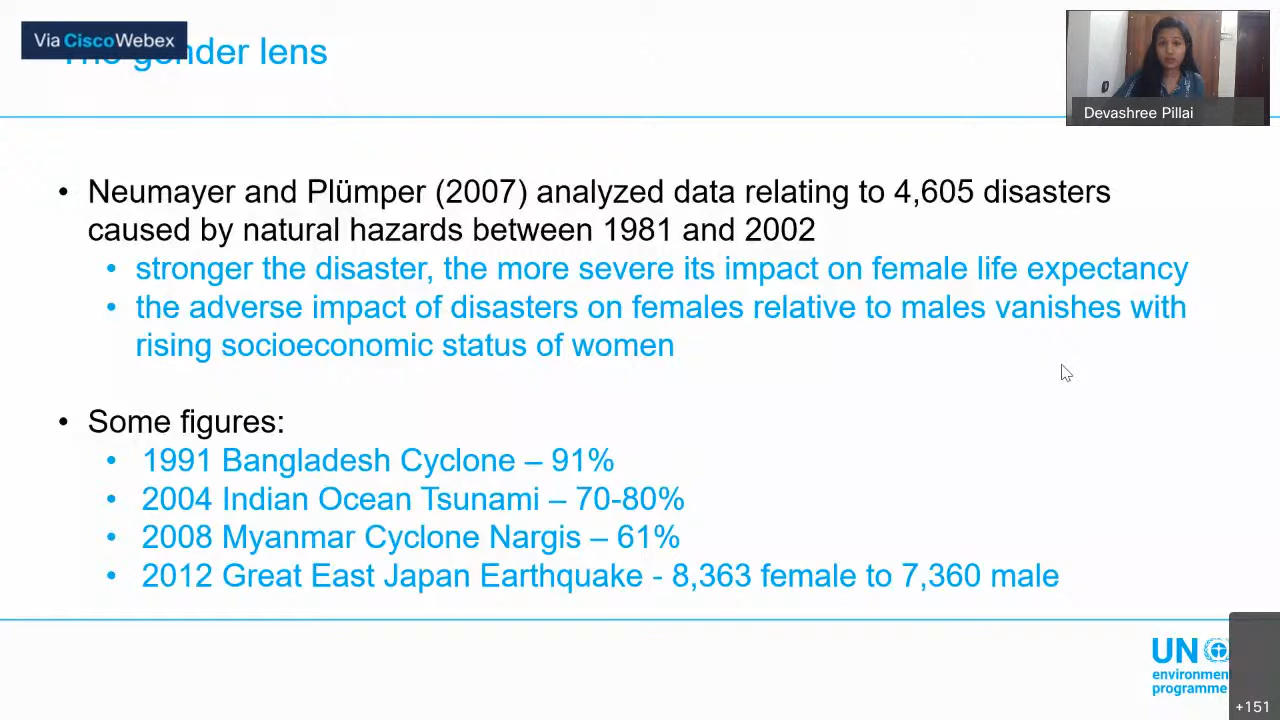 Via CiscoWebex
The gender lens
Devashree Pillai
• Neumayer and Plümper (2007) analyzed data relating to 4,605 disasters
caused by natural hazards between 1981 and 2002
• stronger the disaster, the more severe its impact on female life expectancy
• the adverse impact of disasters on females relative to males vanishes with
rising socioeconomic status of women
• Some figures:
• 1991 Bangladesh Cyclone – 91%
• 2004 Indian Ocean Tsunami – 70-80%
• 2008 Myanmar Cyclone Nargis – 61%
• 2012 Great East Japan Earthquake - 8,363 female to 7,360 male
UN
environment
programme
+151